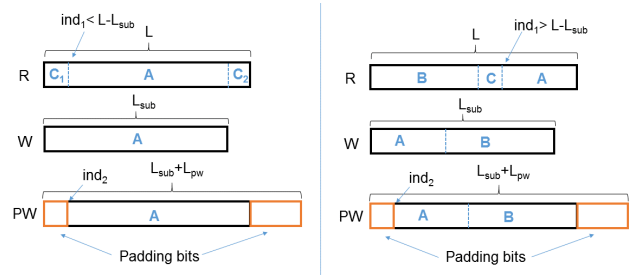 ind₁< L-Lsub
L
R C₁ A C₂
Lsub
W A
Lsub+Lpw
ind₂
PW A
Padding bits
ind₁> L-Lsub
L
R B C A
Lsub
W A B
Lsub+Lpw
ind₂
PW A B
Padding bits